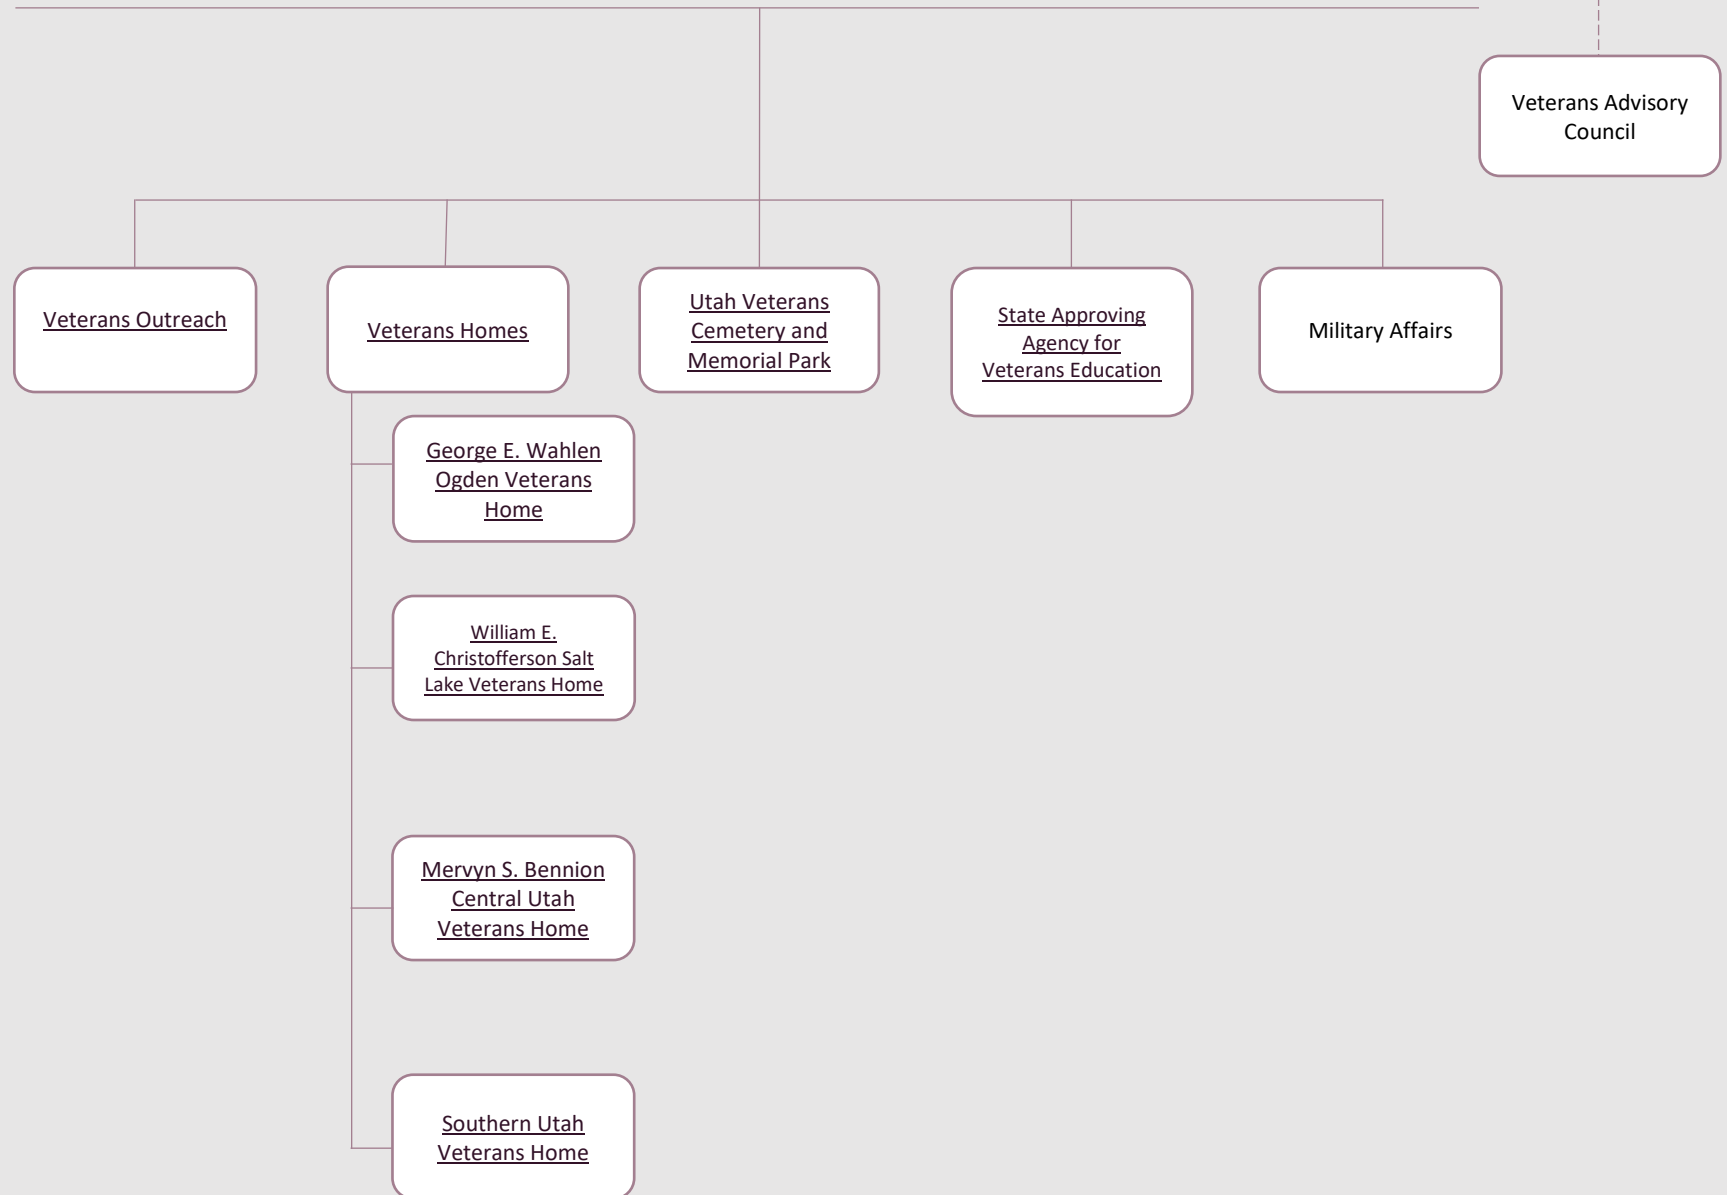 Veterans Advisory
Council
Veterans Outreach
Veterans Homes
Utah Veterans
Cemetery and
Memorial Park
State Approving
Agency for
Veterans Education
Military Affairs
George E. Wahlen
Ogden Veterans
Home
William E.
Christofferson Salt
Lake Veterans Home
Mervyn S. Bennion
Central Utah
Veterans Home
Southern Utah
Veterans Home